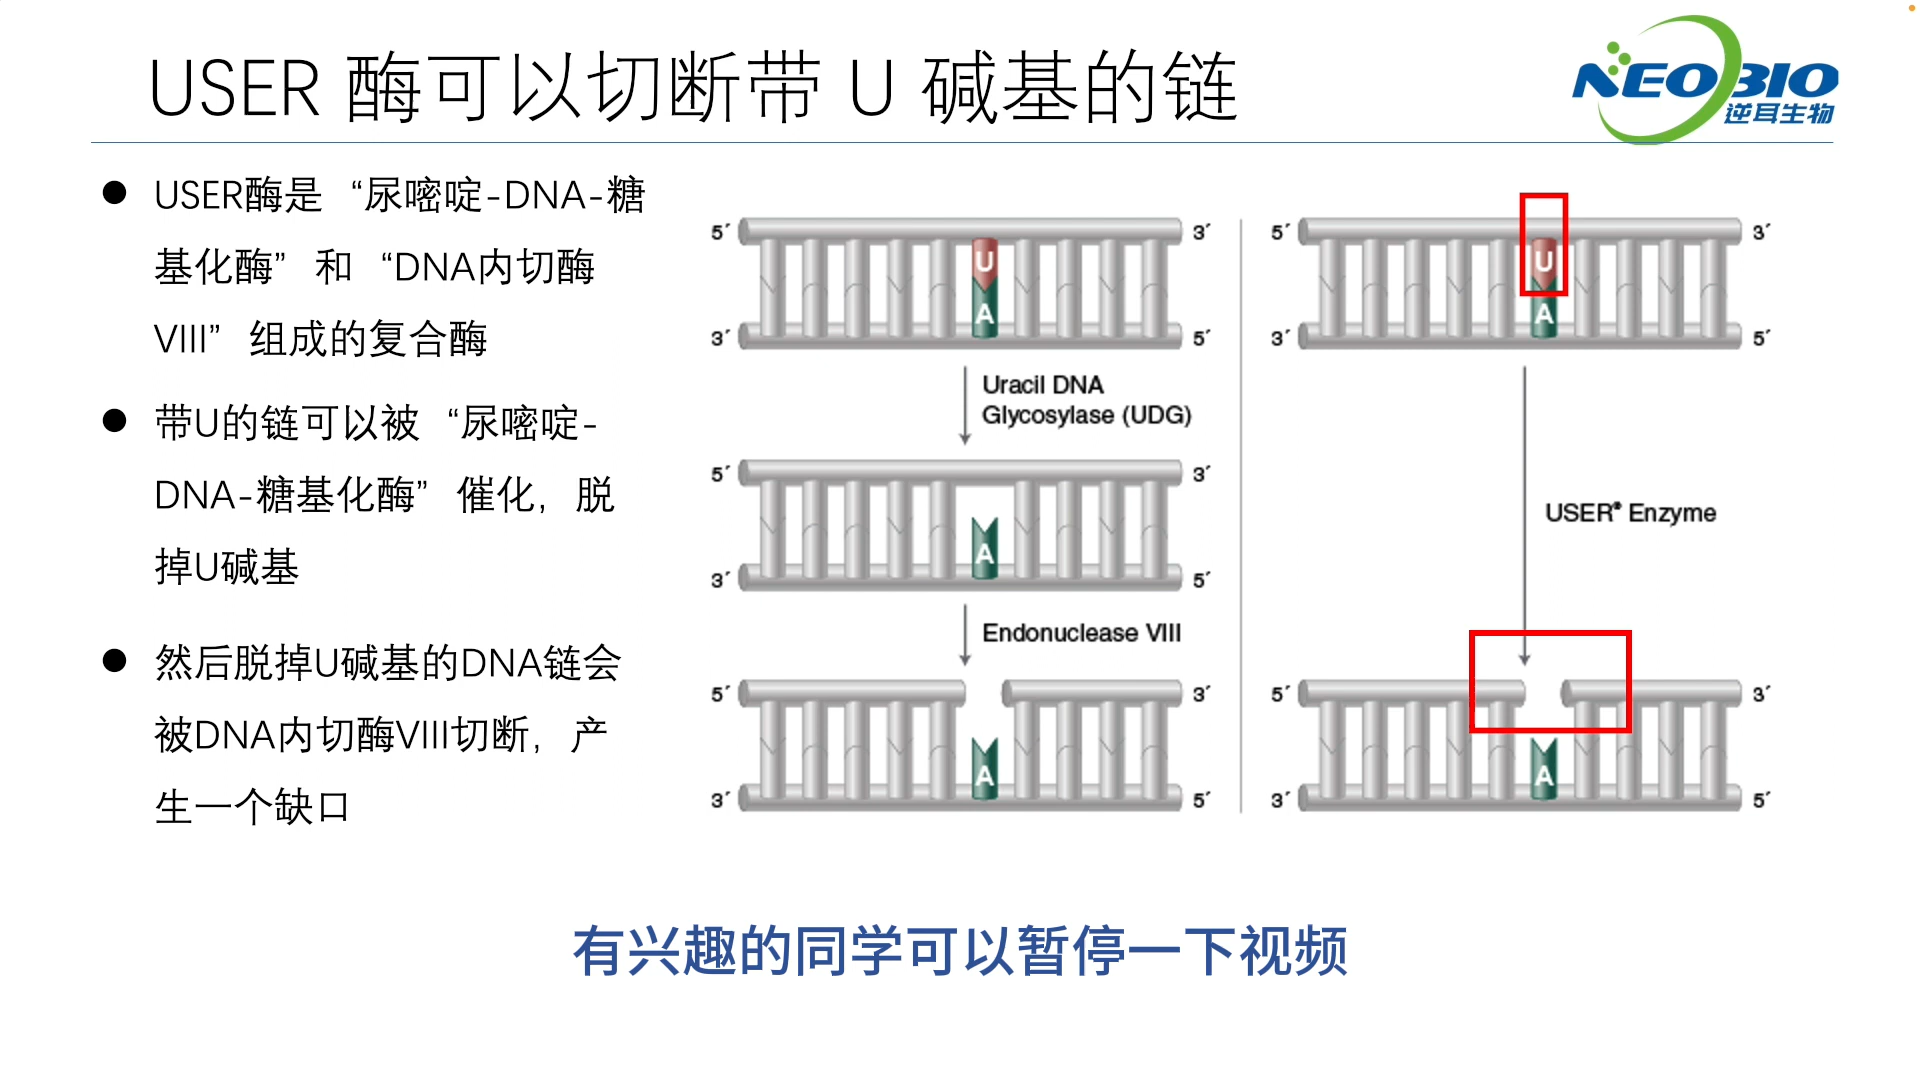 USER 酶可以切断带 U 碱基的链
NEOBIO
逆耳生物
● USER酶是“尿嘧啶-DNA-糖
基化酶”和“DNA内切酶
VIII”组成的复合酶
● 带U的链可以被“尿嘧啶-
DNA-糖基化酶”催化，脱
掉U碱基
● 然后脱掉U碱基的DNA链会
被DNA内切酶VIII切断，产
生一个缺口
5´ 3´
U
A
3´ 5´
Uracil DNA
Glycosylase (UDG)
5´ 3´
A
3´ 5´
Endonuclease VIII
5´ 3´
A
3´ 5´
5´ 3´
U
A
3´ 5´
USER® Enzyme
5´ 3´
A
3´ 5´
有兴趣的同学可以暂停一下视频